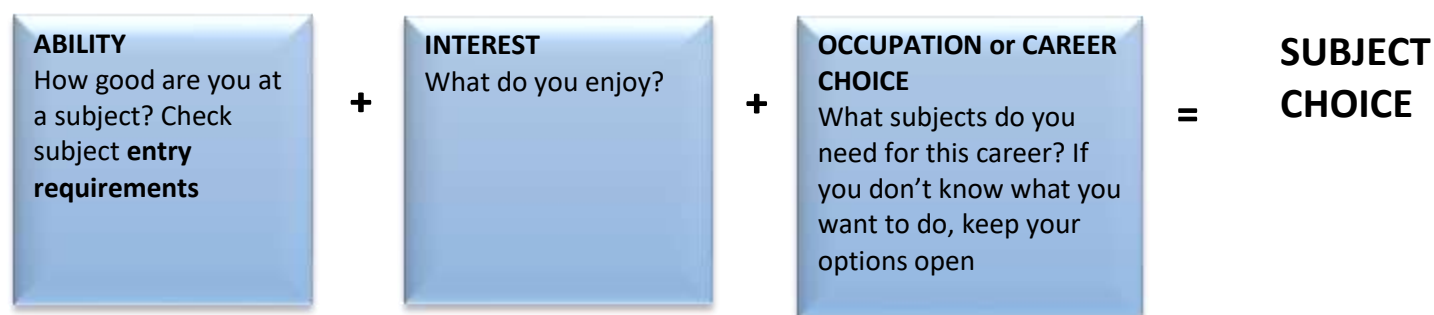 ABILITY
How good are you at
a subject? Check
subject entry
requirements
+
INTEREST
What do you enjoy?
+
OCCUPATION or CAREER
CHOICE
What subjects do you
need for this career? If
you don’t know what you
want to do, keep your
options open
=
SUBJECT
CHOICE